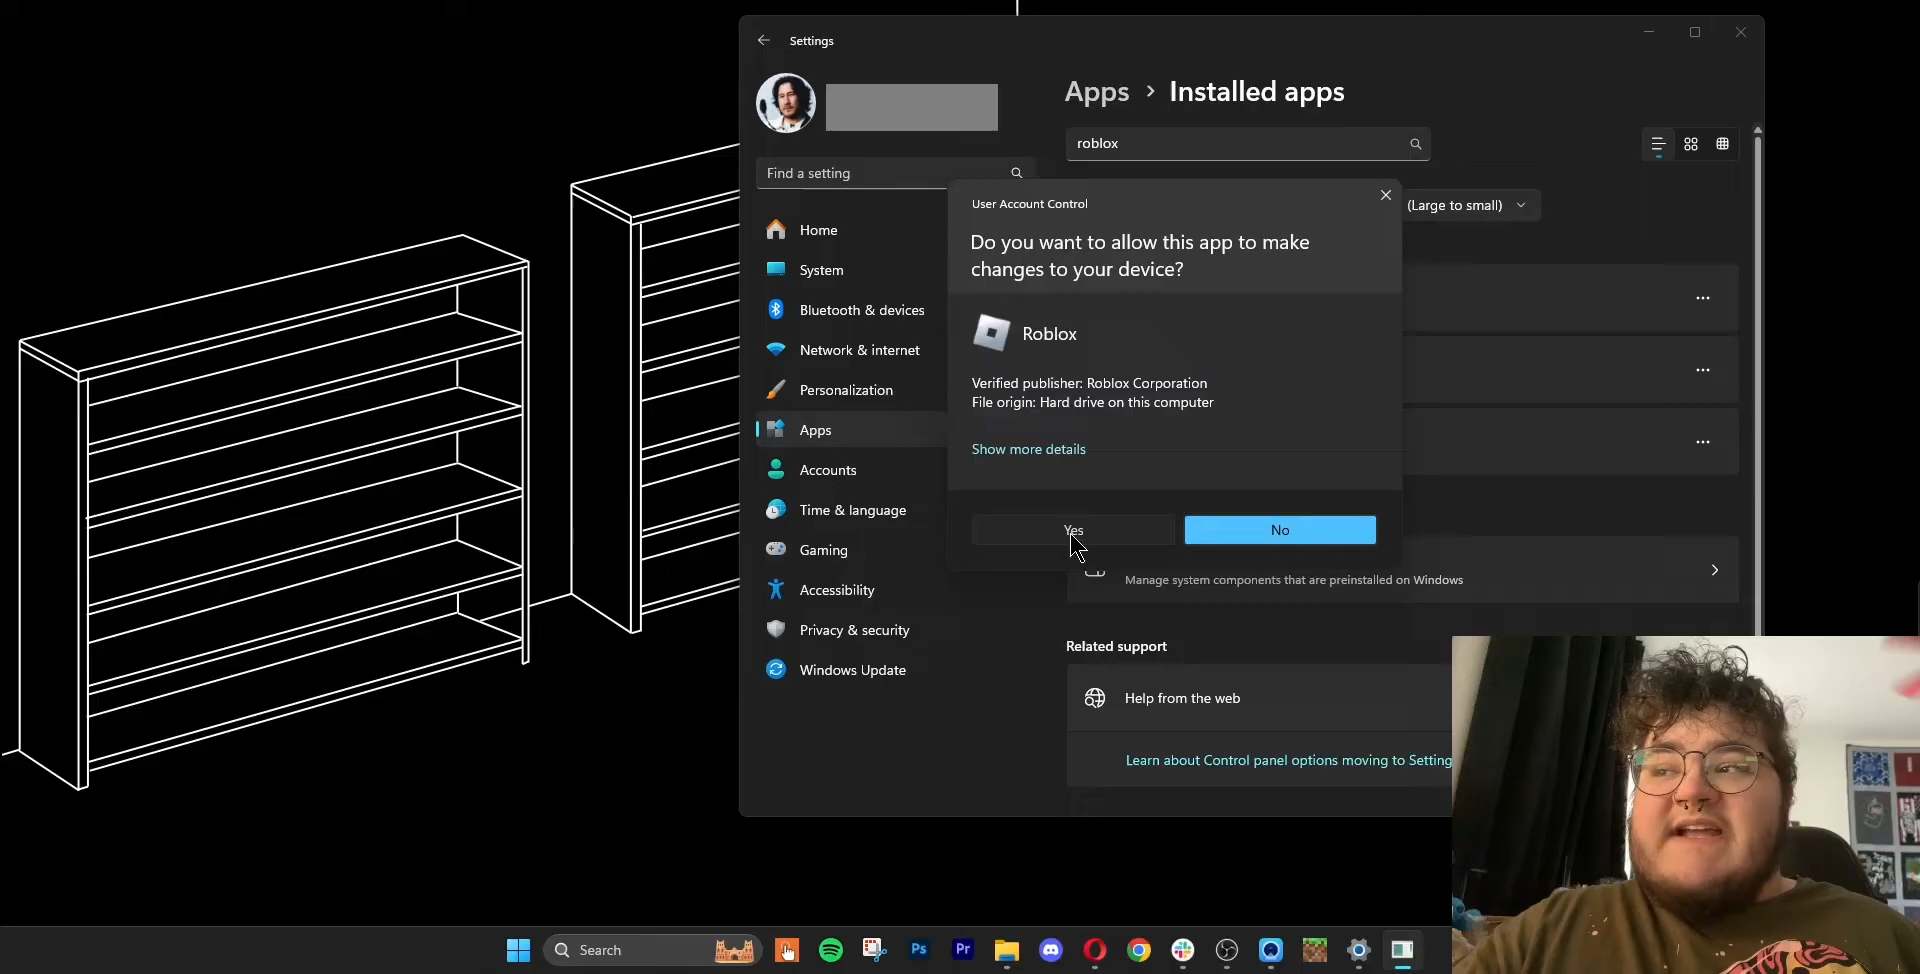 Settings
Apps > Installed apps
roblox
Find a setting
(Large to small)
Home
System
Bluetooth & devices
Network & internet
Personalization
Apps
Accounts
Time & language
Gaming
Accessibility
Privacy & security
Windows Update
User Account Control
Do you want to allow this app to make
changes to your device?
Roblox
Verified publisher: Roblox Corporation
File origin: Hard drive on this computer
Show more details
Yes
No
Manage system components that are preinstalled on Windows
Related support
Help from the web
Learn about Control panel options moving to Setting
Search
Ps
Pr